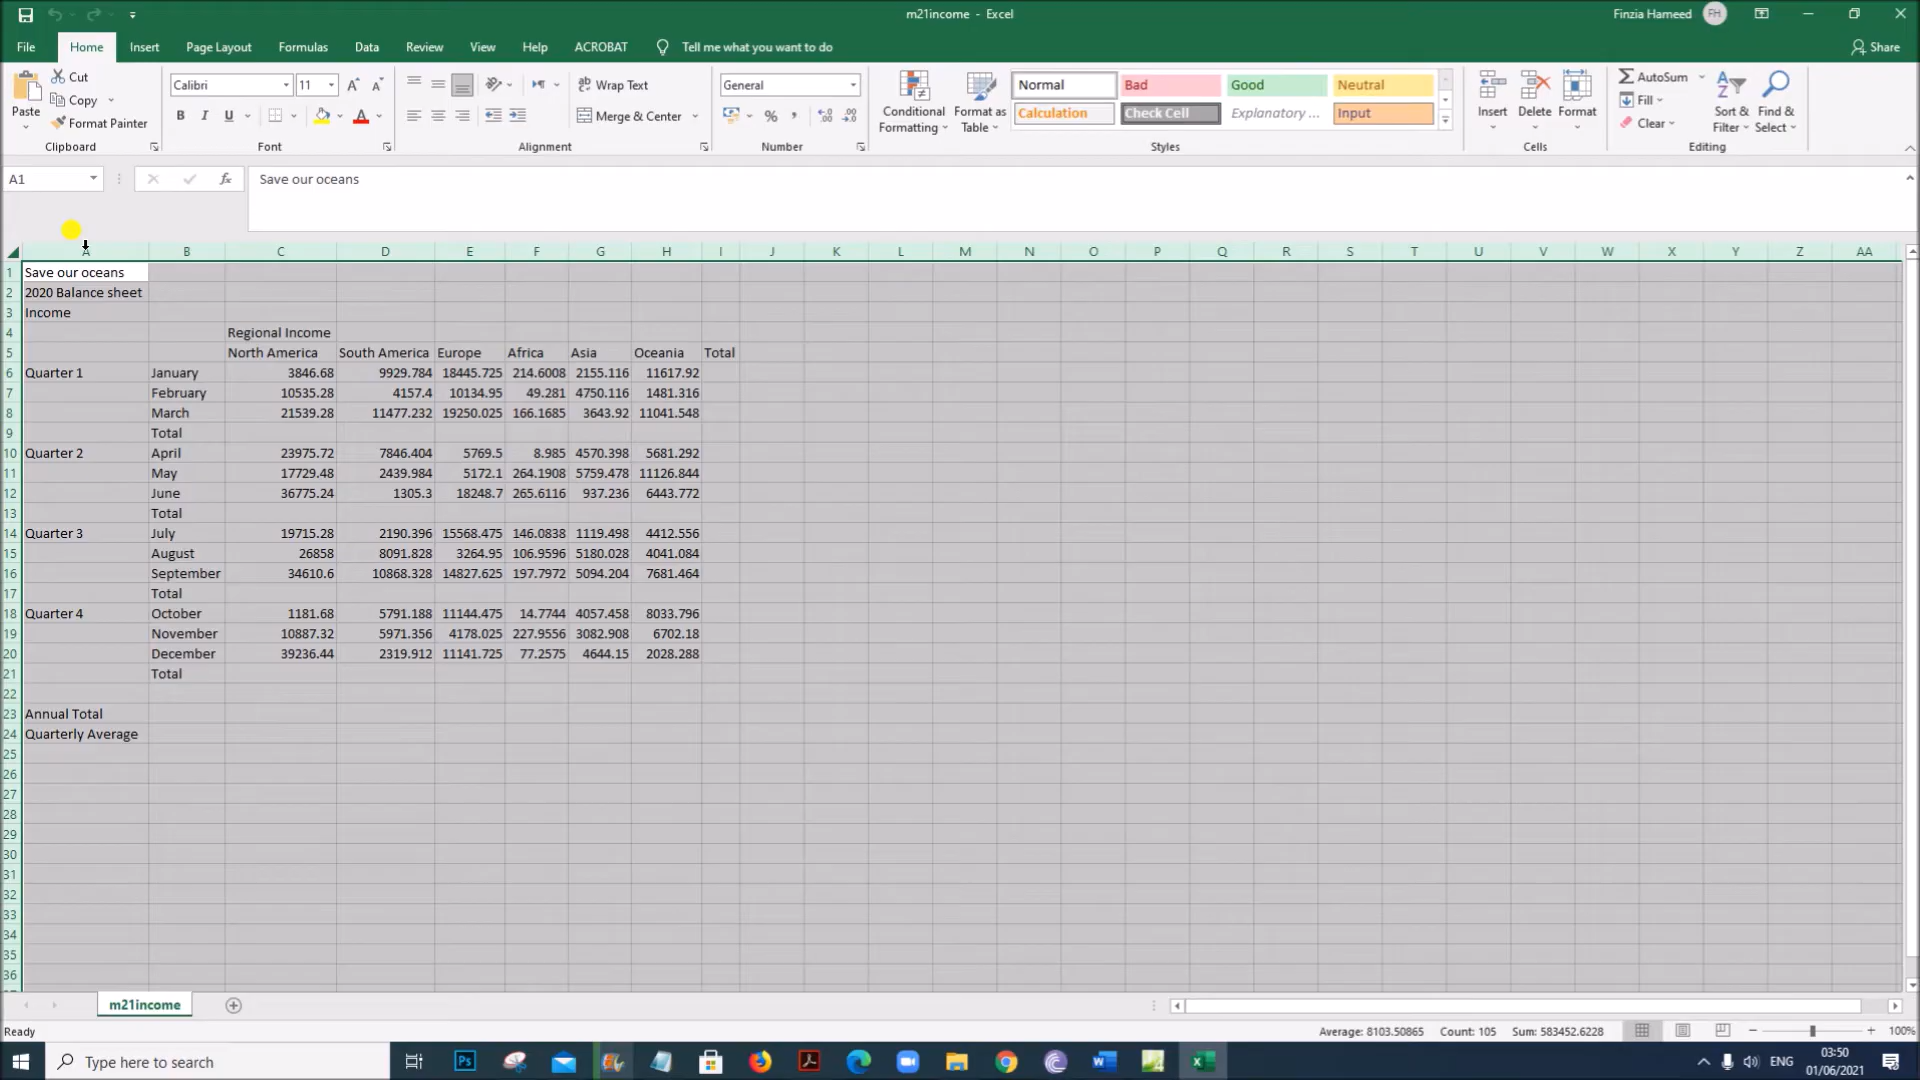 m21income - Excel
Finzia Hameed FH
File Home Insert Page Layout Formulas Data Review View Help ACROBAT Tell me what you want to do Share
Paste Cut Copy Format Painter Clipboard
Calibri 11 A A B I U A Font
ab Wrap Text Merge & Center Alignment
General % , Number
Conditional Formatting Format as Table
Normal Bad Good Neutral
Calculation Check Cell Explanatory ... Input
Styles
Insert Delete Format Cells
AutoSum Fill Clear Sort & Filter Find & Select Editing
A1 fx Save our oceans
A B C D E F G H I J K L M N O P Q R S T U V W X Y Z AA
1 Save our oceans
2 2020 Balance sheet
3 Income
4 Regional Income
5 North America South America Europe Africa Asia Oceania Total
6 Quarter 1 January 3846.68 9929.784 18445.725 214.6008 2155.116 11617.92
7 February 10535.28 4157.4 10134.95 49.281 4750.116 1481.316
8 March 21539.28 11477.232 19250.025 166.1685 3643.92 11041.548
9 Total
10 Quarter 2 April 23975.72 7846.404 5769.5 8.985 4570.398 5681.292
11 May 17729.48 2439.984 5172.1 264.1908 5759.478 11126.844
12 June 36775.24 1305.3 18248.7 265.6116 937.236 6443.772
13 Total
14 Quarter 3 July 19715.28 2190.396 15568.475 146.0838 1119.498 4412.556
15 August 26858 8091.828 3264.95 106.9596 5180.028 4041.084
16 September 34610.6 10868.328 14827.625 197.7972 5094.204 7681.464
17 Total
18 Quarter 4 October 1181.68 5791.188 11144.475 14.7744 4057.458 8033.796
19 November 10887.32 5971.356 4178.025 227.9556 3082.908 6702.18
20 December 39236.44 2319.912 11141.725 77.2575 4644.15 2028.288
21 Total
22
23 Annual Total
24 Quarterly Average
25
26
27
28
29
30
31
32
33
34
35
36
m21income
Ready Average: 8103.50865 Count: 105 Sum: 583452.6228 100%
Type here to search Ps ENG 03:50
01/06/2021